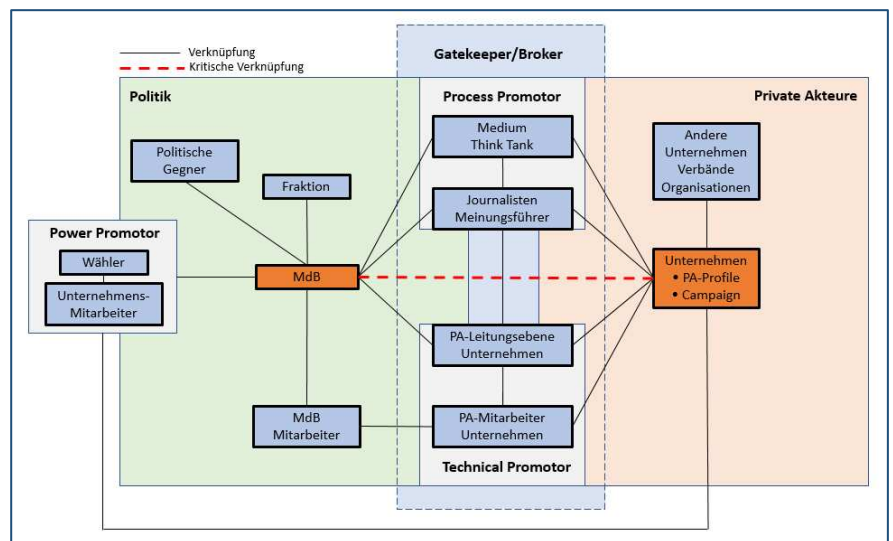 Verknüpfung
Kritische Verknüpfung
Gatekeeper/Broker
Politik
Process Promotor
Private Akteure
Medium
Think Tank
Andere
Unternehmen
Verbände
Organisationen
Politische
Gegner
Fraktion
Journalisten
Meinungsführer
Power Promotor
Wähler
Unternehmens-
Mitarbeiter
MdB
Unternehmen
• PA-Profile
• Campaign
PA-Leitungsebene
Unternehmen
MdB
Mitarbeiter
PA-Mitarbeiter
Unternehmen
Technical Promotor